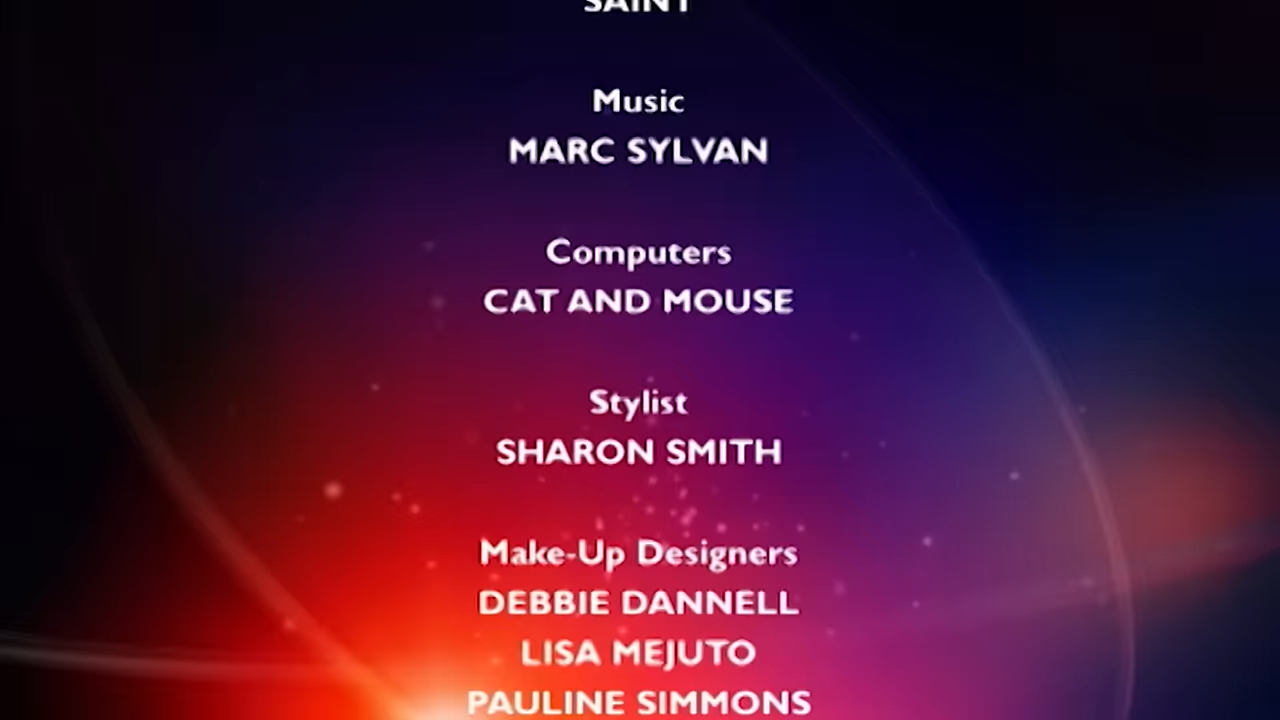 SAINT
Music
MARC SYLVAN
Computers
CAT AND MOUSE
Stylist
SHARON SMITH
Make-Up Designers
DEBBIE DANNELL
LISA MEJUTO
PAULINE SIMMONS